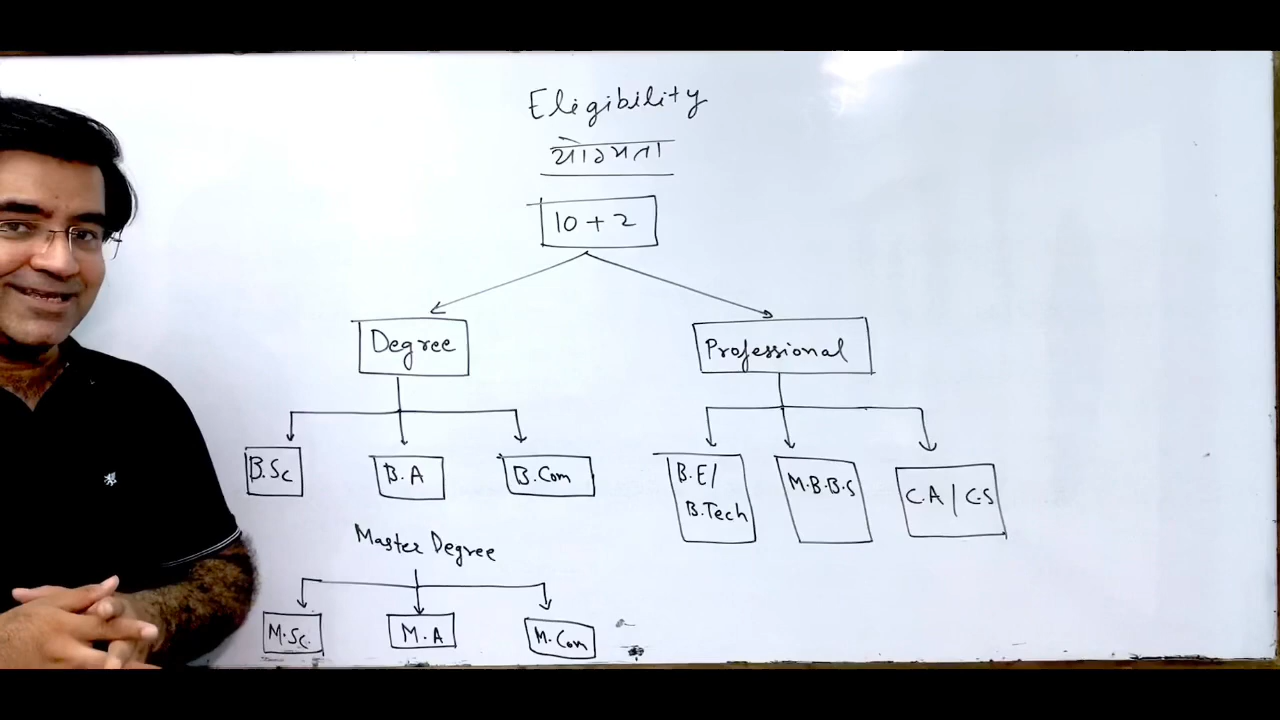 Eligibility
योग्यता
10 + 2
Degree
Professional
B.Sc
B.A
B.Com
B.E/
B.Tech
M.B.B.S
C.A / C.S
Master Degree
M.Sc.
M.A
M.Com